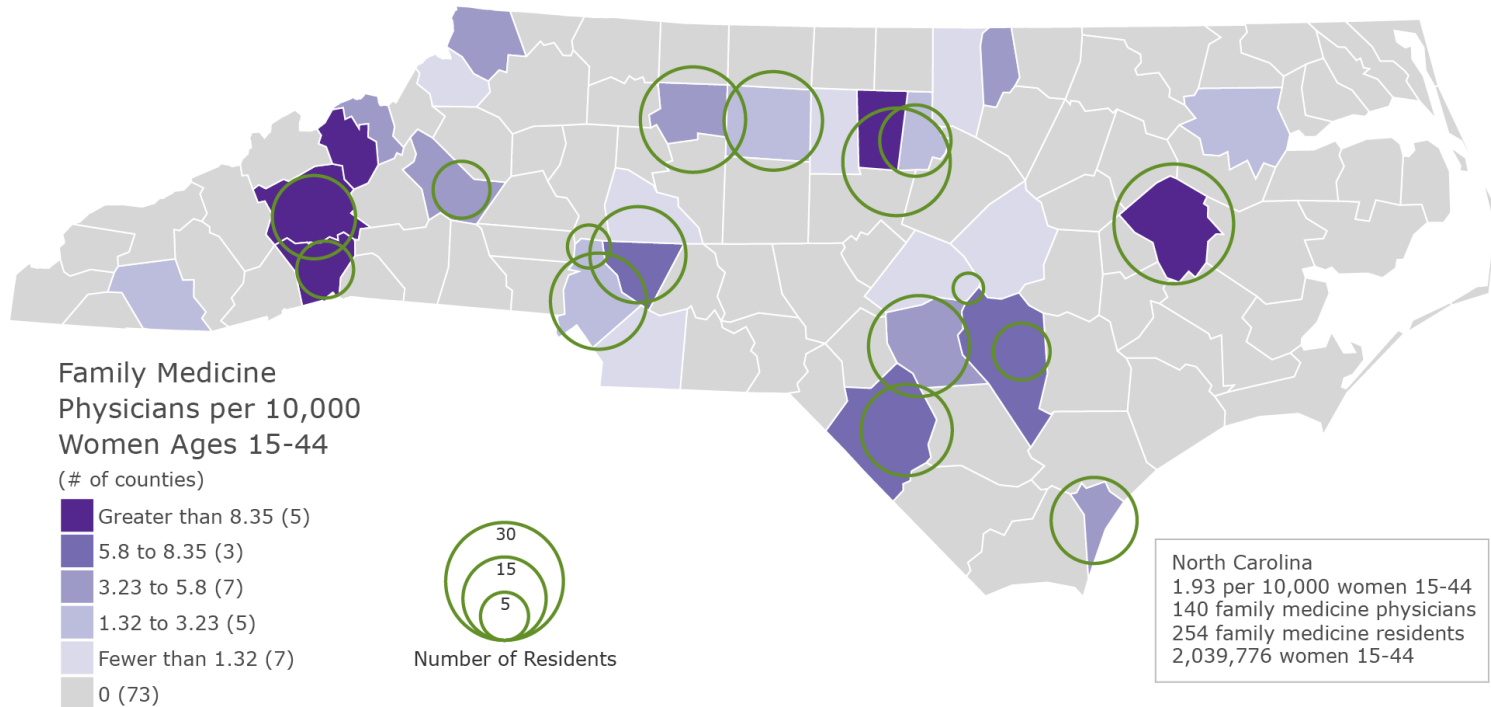 Family Medicine
Physicians per 10,000
Women Ages 15-44
(# of counties)
Greater than 8.35 (5)
5.8 to 8.35 (3)
3.23 to 5.8 (7)
1.32 to 3.23 (5)
Fewer than 1.32 (7)
0 (73)
30
15
5
Number of Residents
North Carolina
1.93 per 10,000 women 15-44
140 family medicine physicians
254 family medicine residents
2,039,776 women 15-44